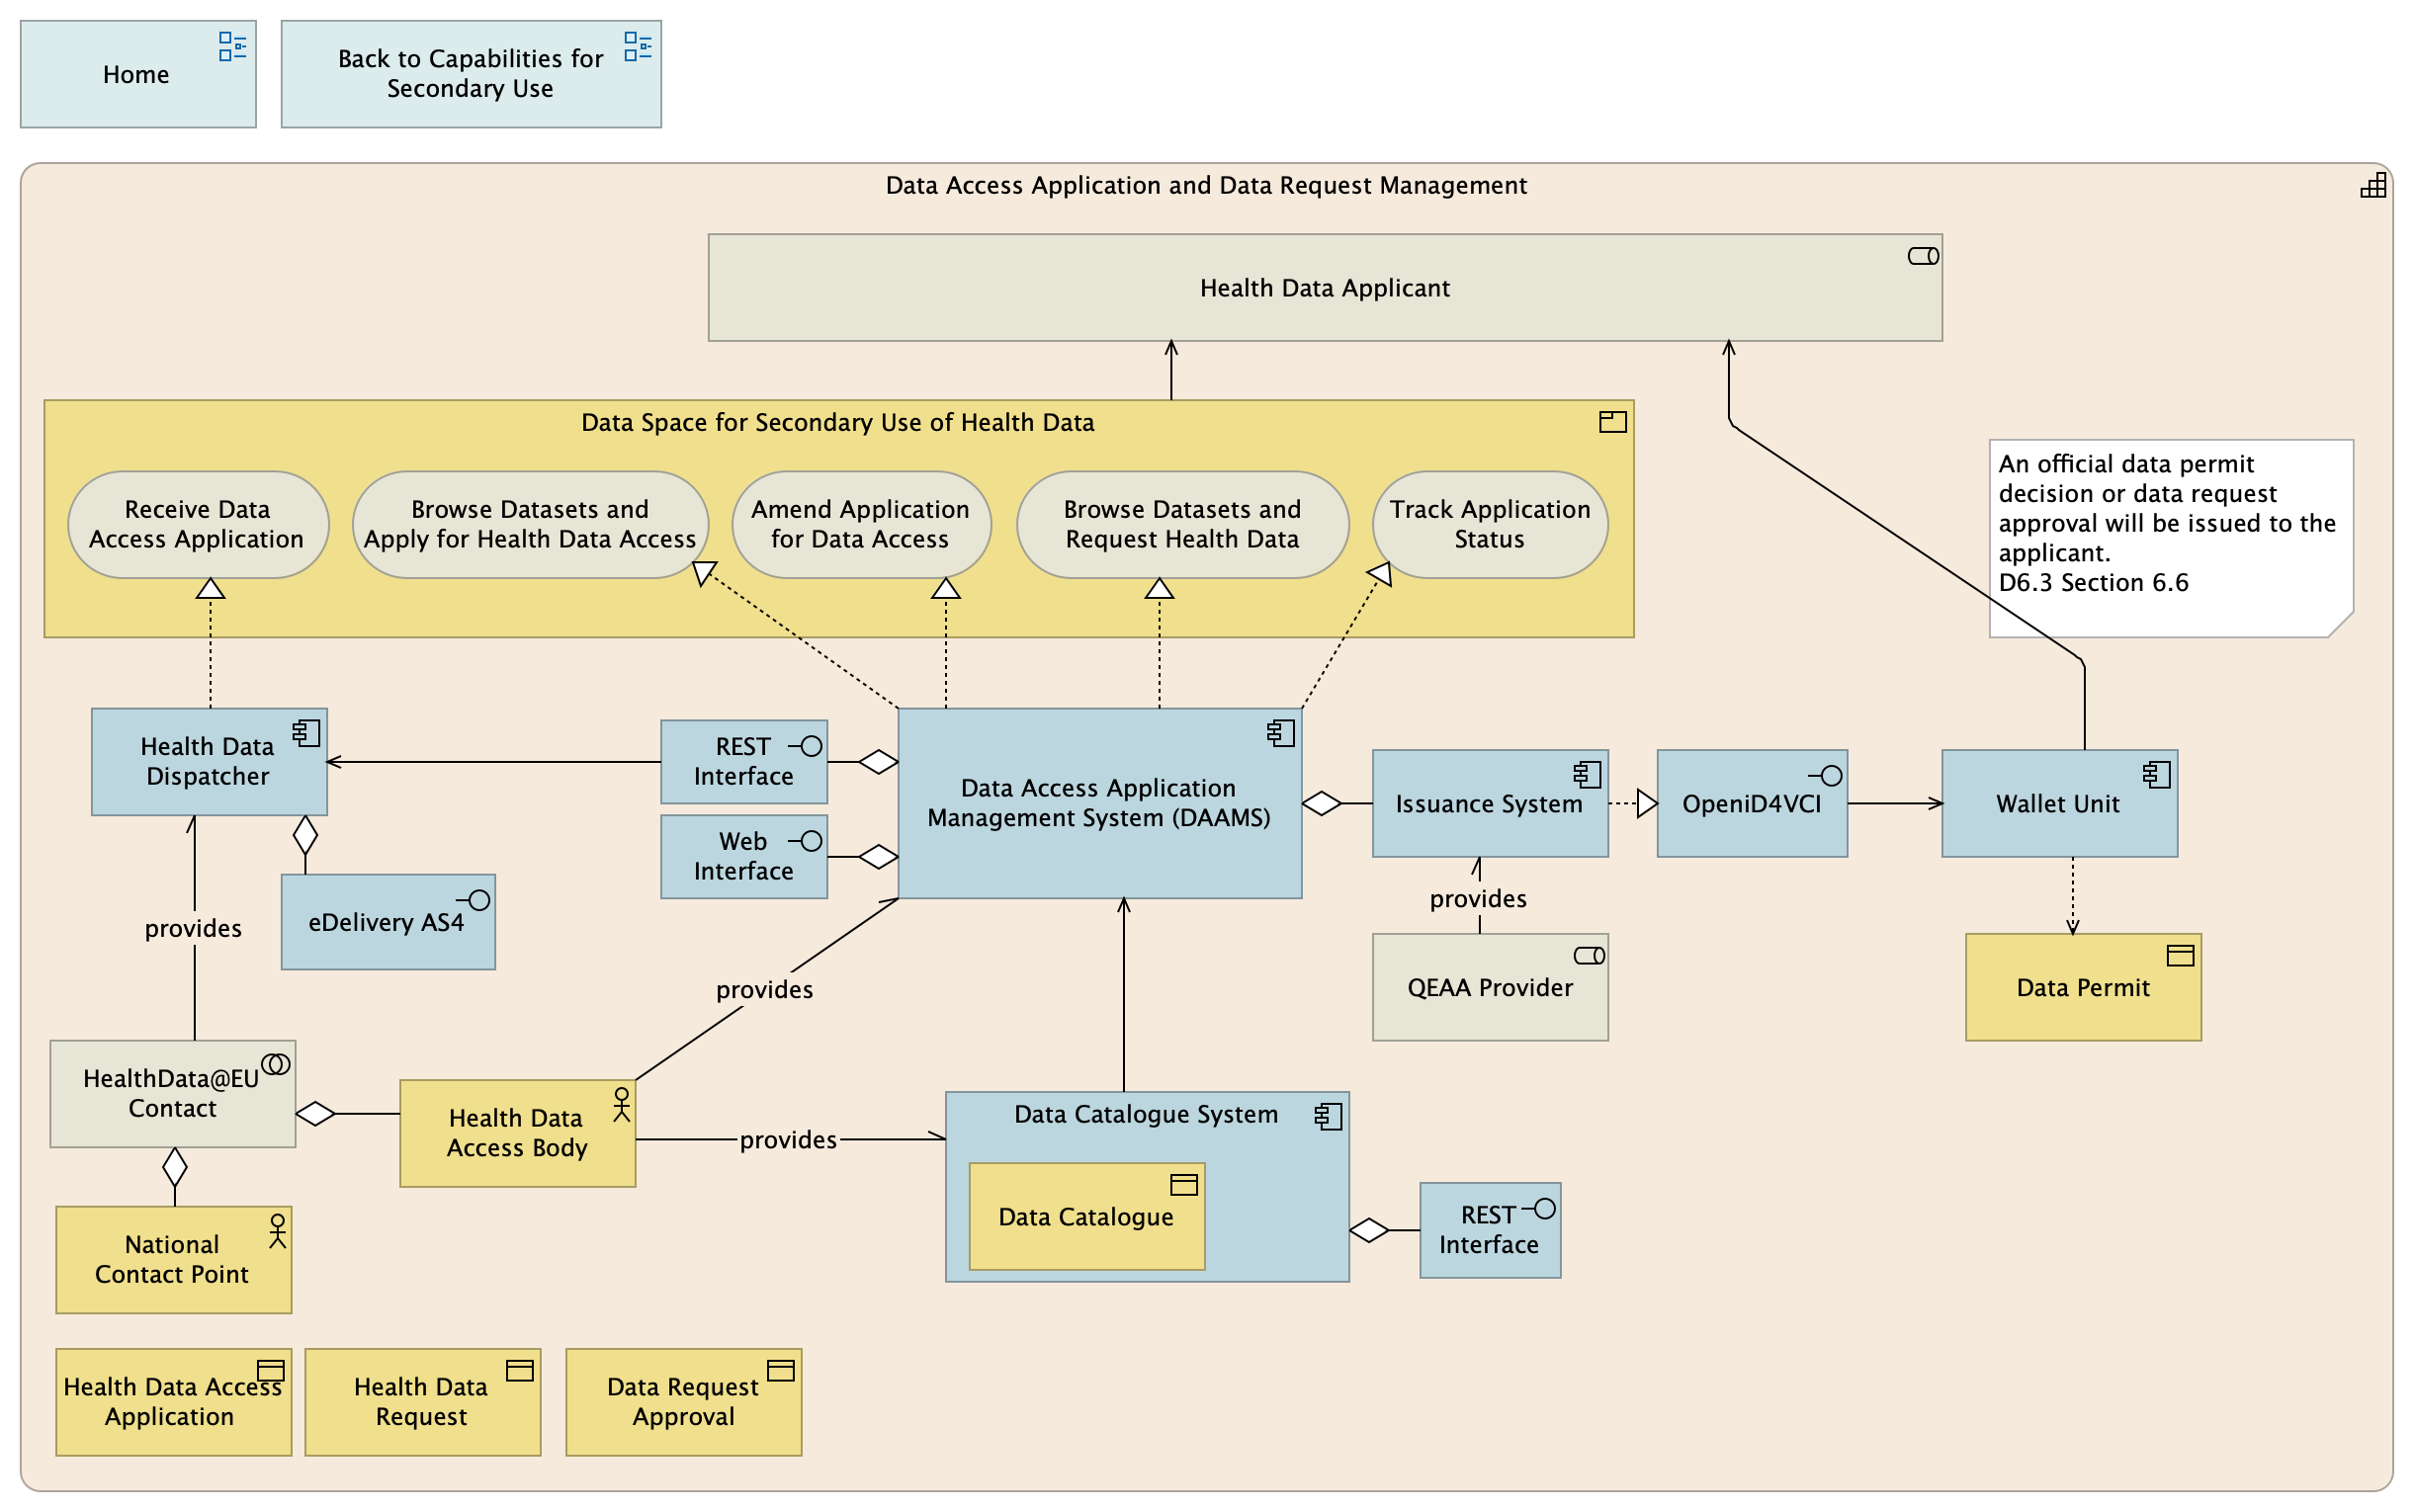 Home
Back to Capabilities for
Secondary Use
Data Access Application and Data Request Management
Health Data Applicant
Data Space for Secondary Use of Health Data
Receive Data
Access Application
Browse Datasets and
Apply for Health Data Access
Amend Application
for Data Access
Browse Datasets and
Request Health Data
Track Application
Status
An official data permit
decision or data request
approval will be issued to the
applicant.
D6.3 Section 6.6
Health Data
Dispatcher
REST
Interface
Web
Interface
Data Access Application
Management System (DAAMS)
Issuance System
OpeniD4VCI
Wallet Unit
provides
eDelivery AS4
provides
provides
QEAA Provider
Data Permit
HealthData@EU
Contact
Health Data
Access Body
provides
Data Catalogue System
Data Catalogue
REST
Interface
National
Contact Point
Health Data Access
Application
Health Data
Request
Data Request
Approval